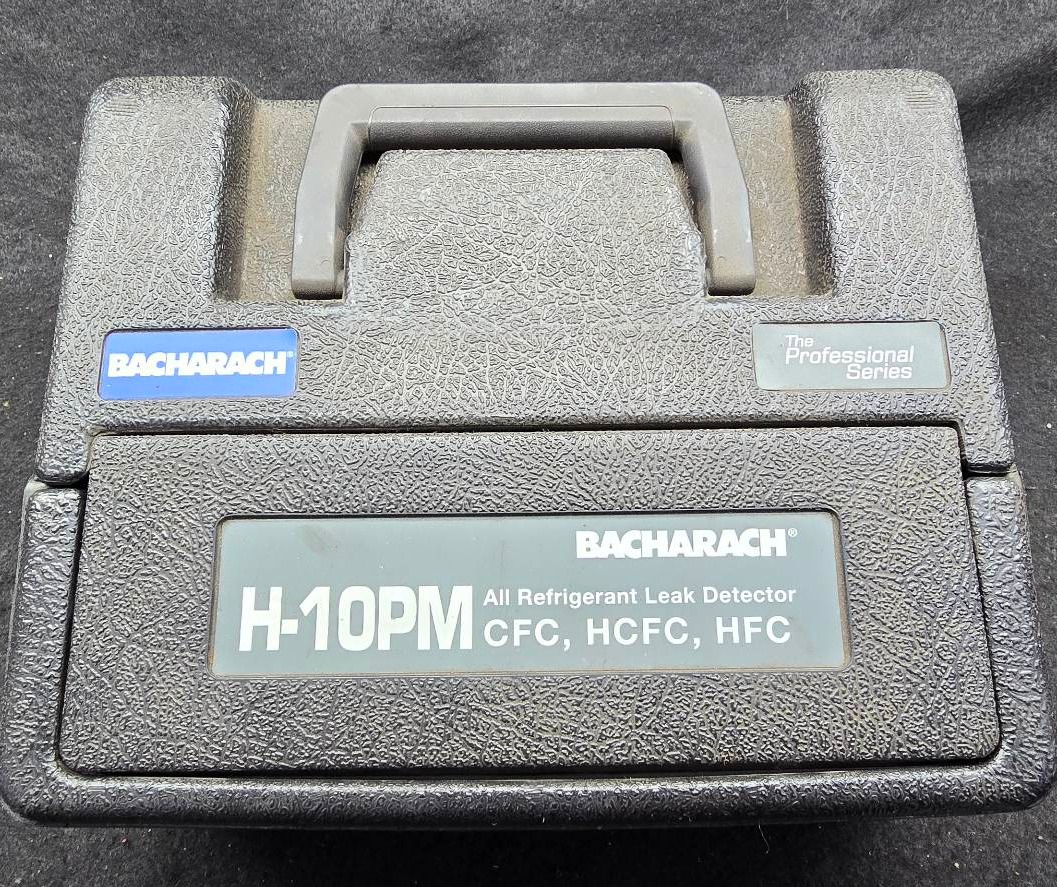 BACHARACH®
The
Professional
Series
BACHARACH®
H-10PM
All Refrigerant Leak Detector
CFC, HCFC, HFC